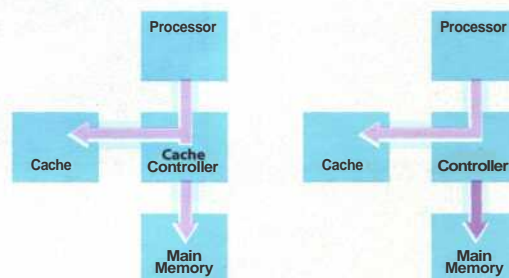 Processor
Cache
Cache
Controller
Main
Memory
Processor
Cache
Controller
Main
Memory